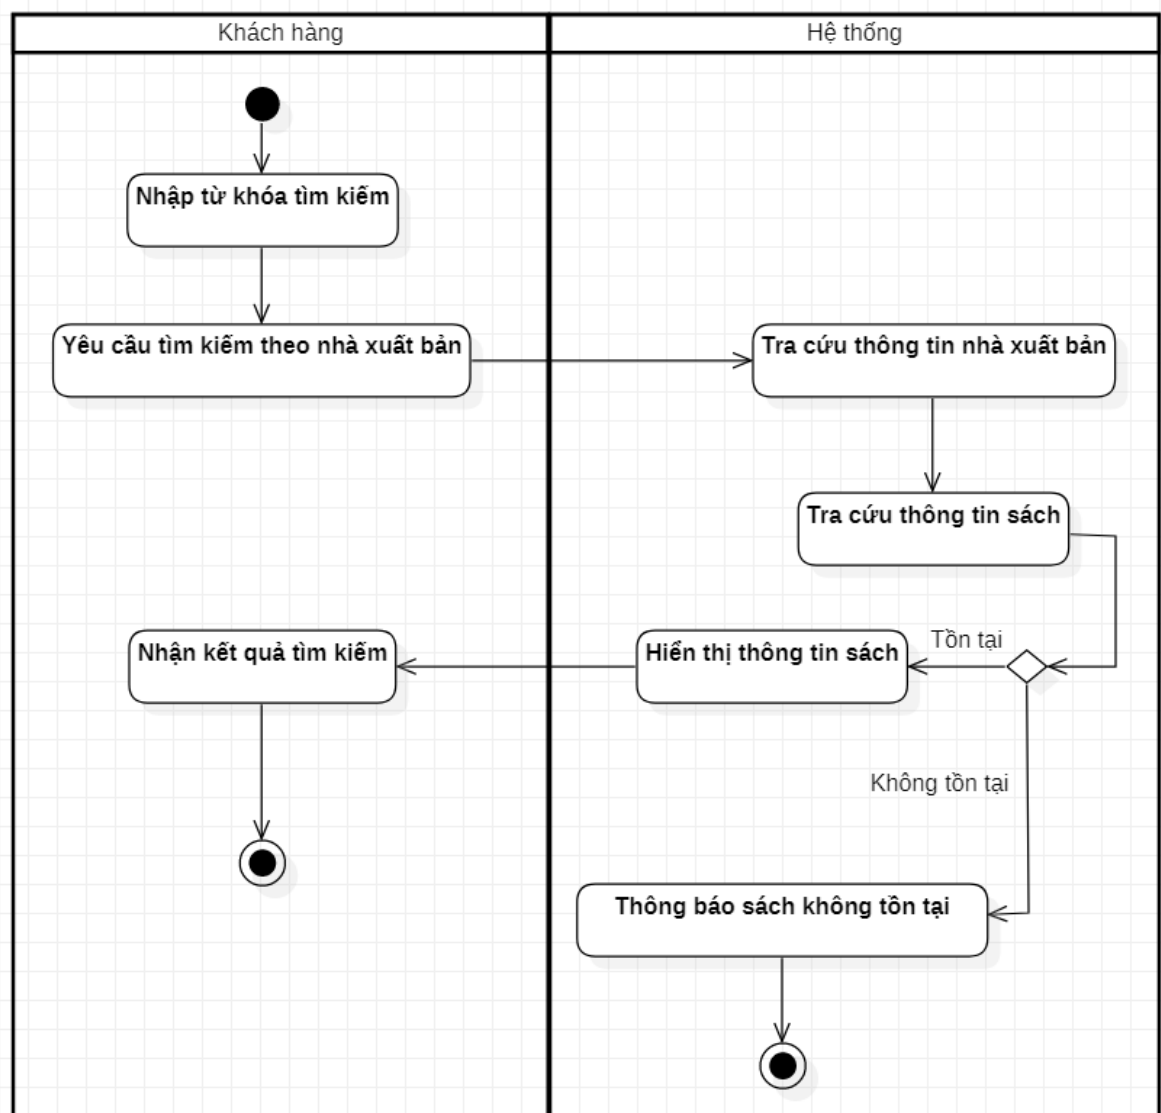 Khách hàng
Hệ thống
Nhập từ khóa tìm kiếm
Yêu cầu tìm kiếm theo nhà xuất bản
Tra cứu thông tin nhà xuất bản
Tra cứu thông tin sách
Tồn tại
Nhận kết quả tìm kiếm
Hiển thị thông tin sách
Không tồn tại
Thông báo sách không tồn tại